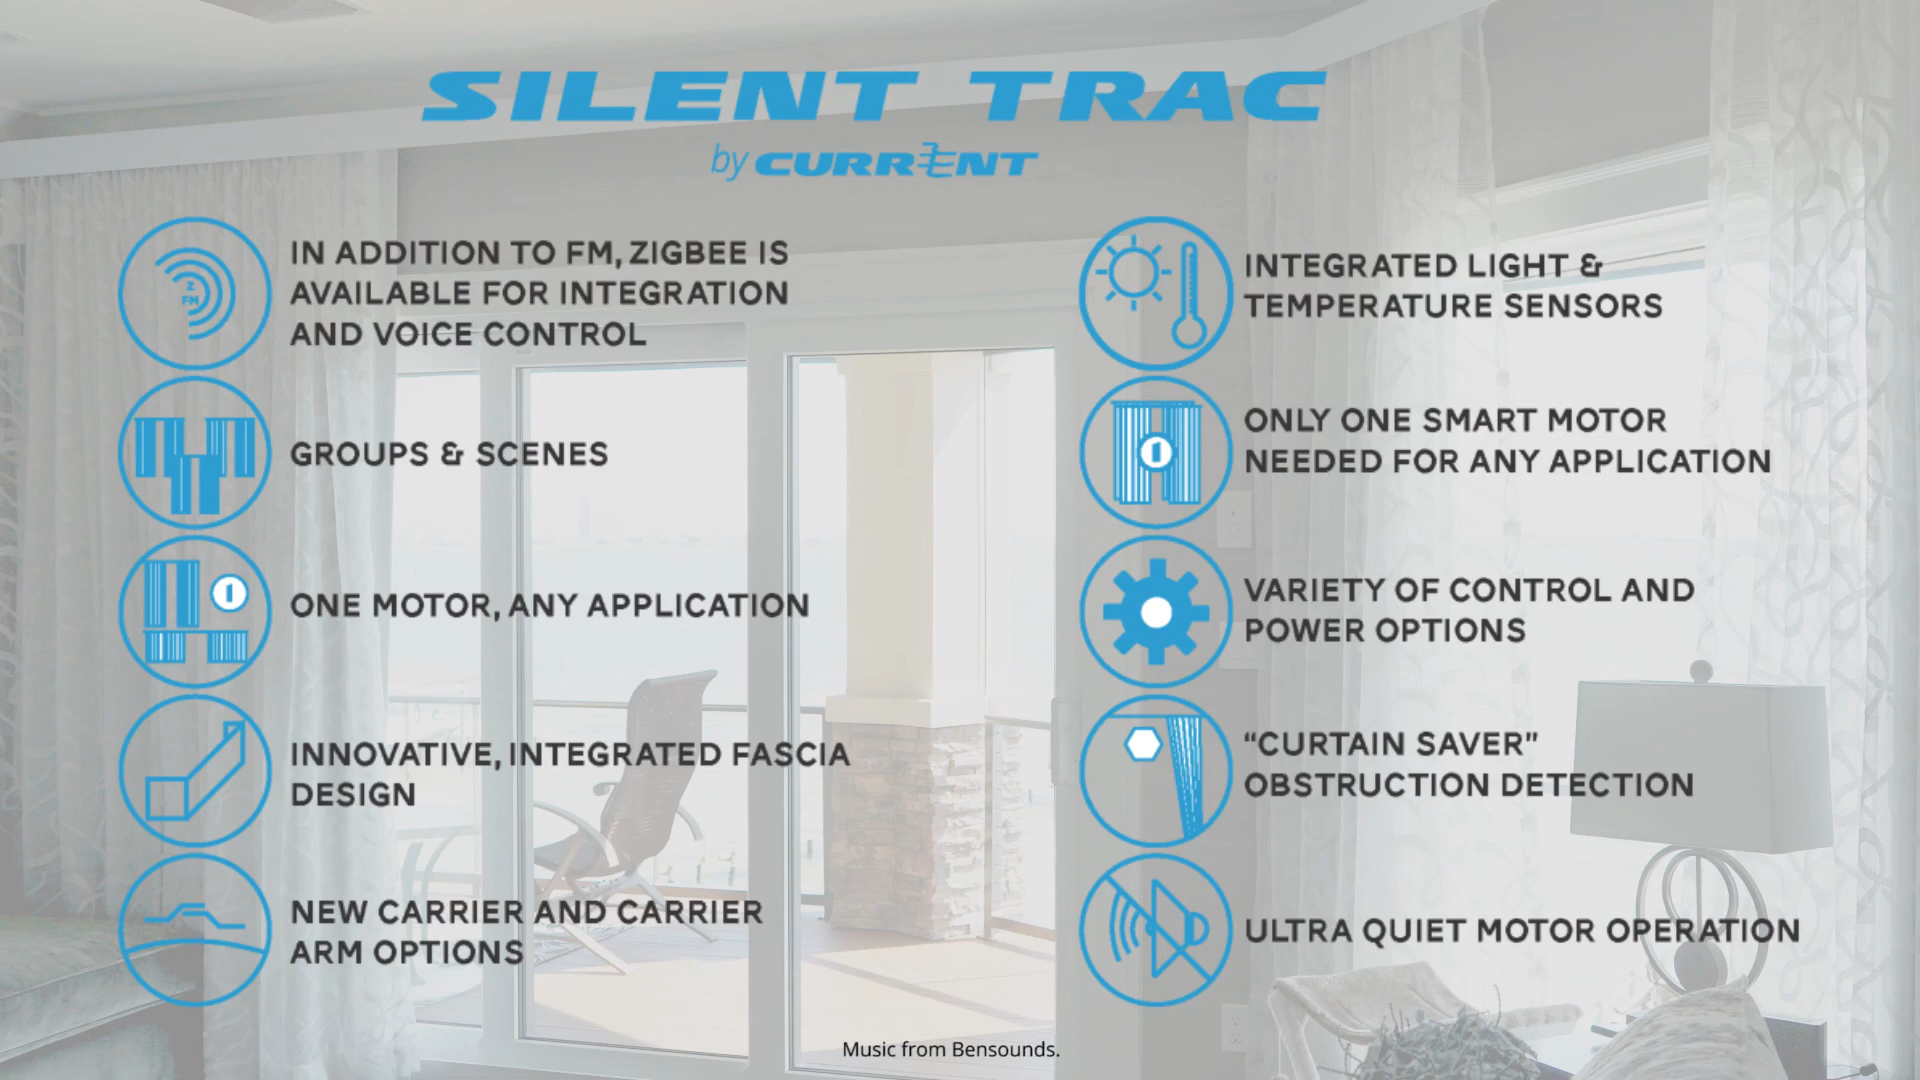 SILENT TRAC
by CURRENT
Z
FM
IN ADDITION TO FM, ZIGBEE IS
AVAILABLE FOR INTEGRATION
AND VOICE CONTROL
GROUPS & SCENES
ONE MOTOR, ANY APPLICATION
INNOVATIVE, INTEGRATED FASCIA
DESIGN
NEW CARRIER AND CARRIER
ARM OPTIONS
INTEGRATED LIGHT &
TEMPERATURE SENSORS
ONLY ONE SMART MOTOR
NEEDED FOR ANY APPLICATION
VARIETY OF CONTROL AND
POWER OPTIONS
“CURTAIN SAVER”
OBSTRUCTION DETECTION
ULTRA QUIET MOTOR OPERATION
Music from Bensounds.